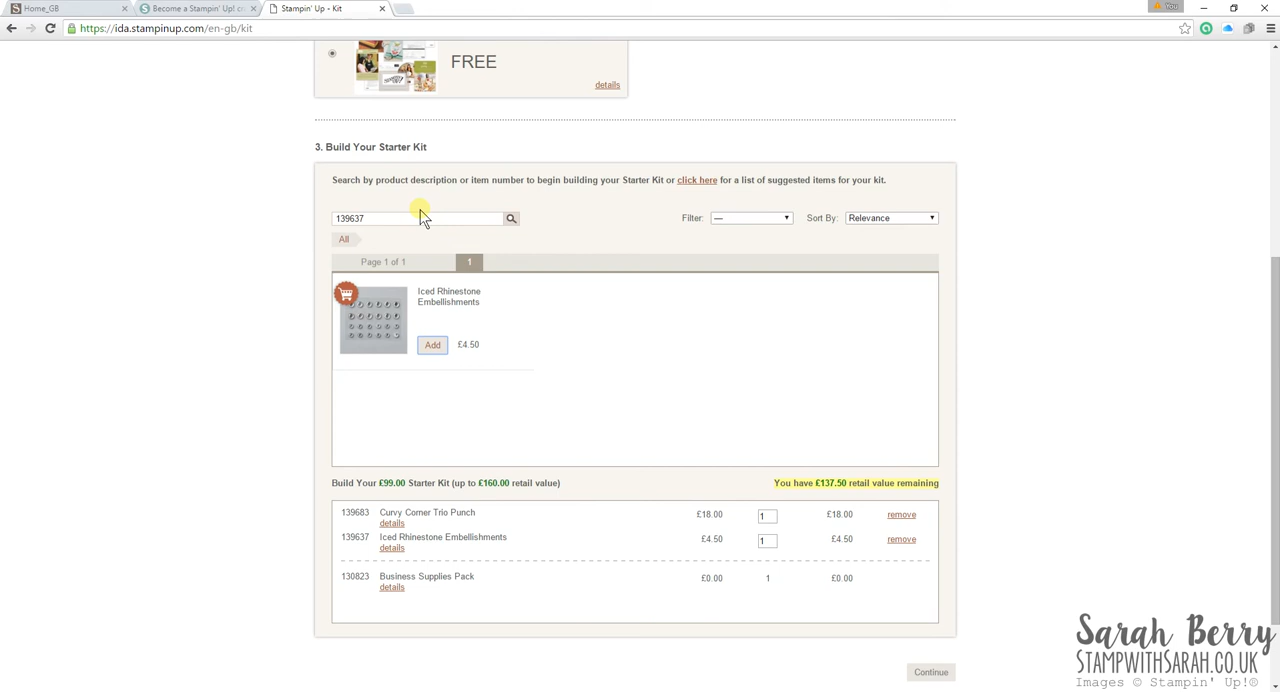 Home_GB
Become a Stampin' Up! cr
Stampin' Up - Kit
You
https://ida.stampinup.com/en-gb/kit
FREE
details
3. Build Your Starter Kit
Search by product description or item number to begin building your Starter Kit or click here for a list of suggested items for your kit.
139637
Filter: —
Sort By: Relevance
All
Page 1 of 1
1
Iced Rhinestone
Embellishments
Add £4.50
Build Your £99.00 Starter Kit (up to £160.00 retail value)
You have £137.50 retail value remaining
139683 Curvy Corner Trio Punch £18.00 1 £18.00 remove
details
139637 Iced Rhinestone Embellishments £4.50 1 £4.50 remove
details
130823 Business Supplies Pack £0.00 1 £0.00
details
Continue
Sarah Berry
STAMPWITHSARAH.CO.UK
Images © Stampin' Up!®